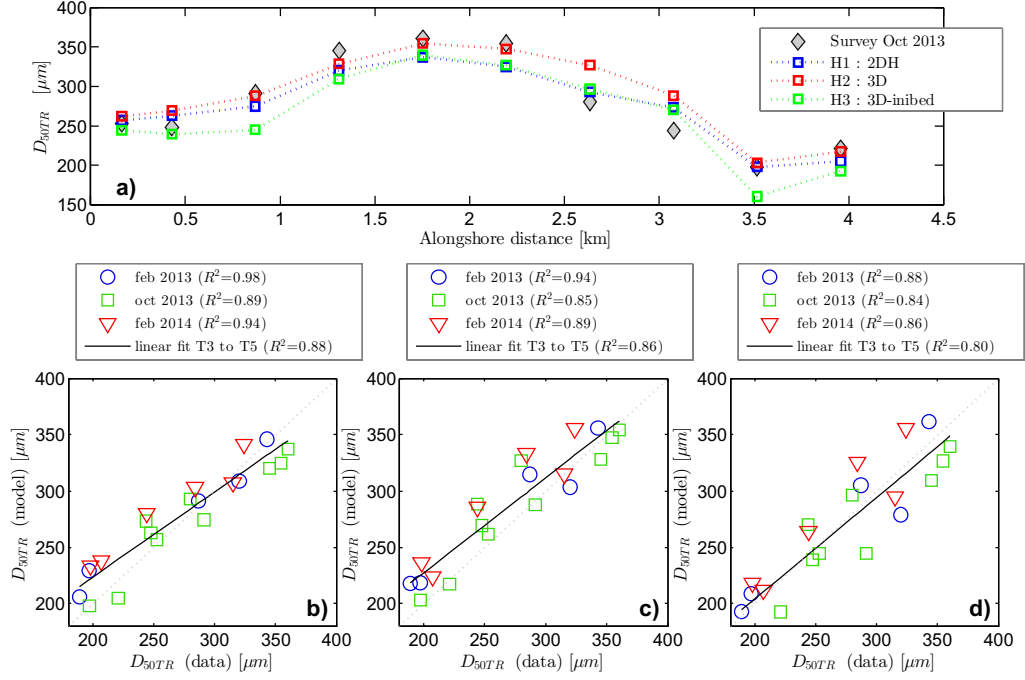 400
350
300
250
200
150
D50TR [μm]
Survey Oct 2013
H1 : 2DH
H2 : 3D
H3 : 3D-inibed
a)
0 0.5 1 1.5 2 2.5 3 3.5 4 4.5
Alongshore distance [km]
feb 2013 (R²=0.98)
oct 2013 (R²=0.89)
feb 2014 (R²=0.94)
linear fit T3 to T5 (R²=0.88)
feb 2013 (R²=0.94)
oct 2013 (R²=0.85)
feb 2014 (R²=0.89)
linear fit T3 to T5 (R²=0.86)
feb 2013 (R²=0.88)
oct 2013 (R²=0.84)
feb 2014 (R²=0.86)
linear fit T3 to T5 (R²=0.80)
400
350
300
250
200
D50TR (model) [μm]
b)
200 250 300 350 400
D50TR (data) [μm]
400
350
300
250
200
D50TR (model) [μm]
c)
200 250 300 350 400
D50TR (data) [μm]
400
350
300
250
200
D50TR (model) [μm]
d)
200 250 300 350 400
D50TR (data) [μm]